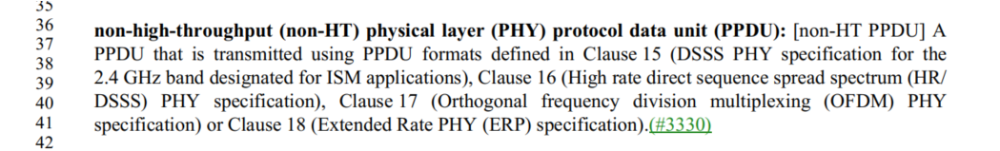 35
36 non-high-throughput (non-HT) physical layer (PHY) protocol data unit (PPDU): [non-HT PPDU] A
37 PPDU that is transmitted using PPDU formats defined in Clause 15 (DSSS PHY specification for the
38 2.4 GHz band designated for ISM applications), Clause 16 (High rate direct sequence spread spectrum (HR/
39
40 DSSS) PHY specification), Clause 17 (Orthogonal frequency division multiplexing (OFDM) PHY
41 specification) or Clause 18 (Extended Rate PHY (ERP) specification).(#3330)
42